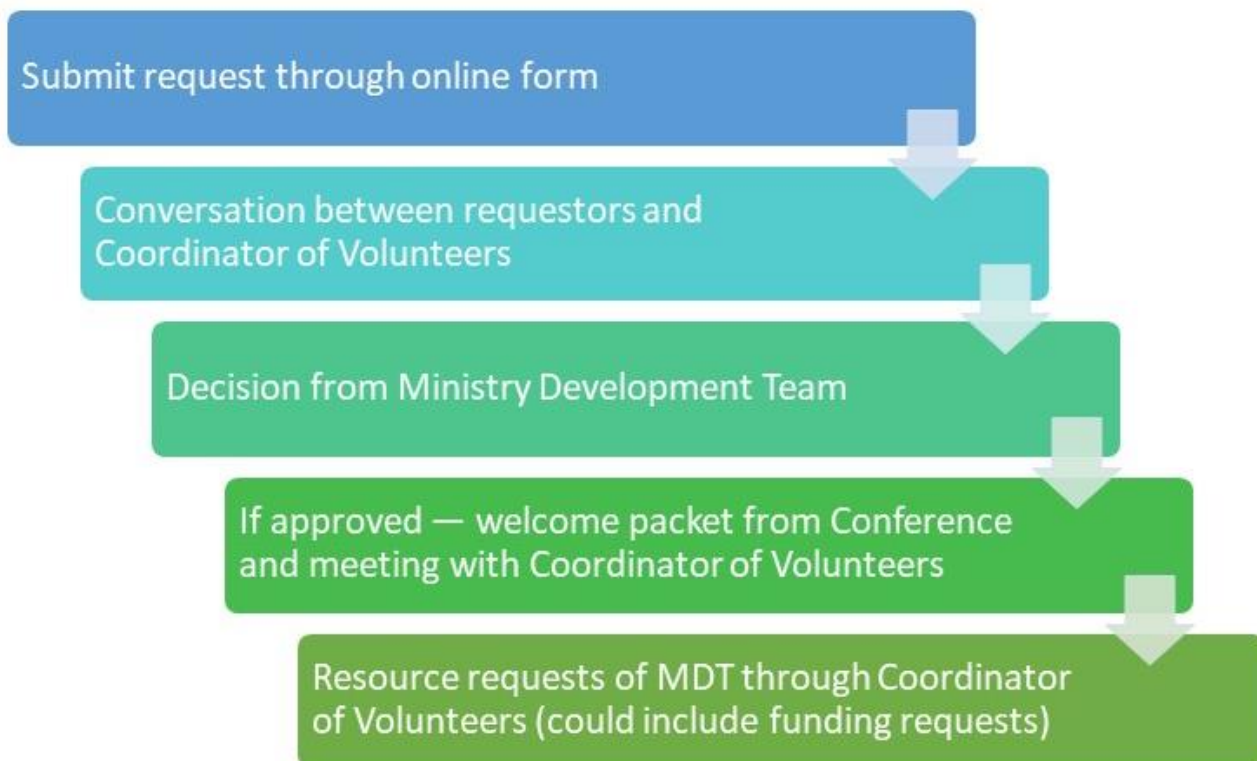 Submit request through online form
Conversation between requestors and
Coordinator of Volunteers
Decision from Ministry Development Team
If approved — welcome packet from Conference
and meeting with Coordinator of Volunteers
Resource requests of MDT through Coordinator
of Volunteers (could include funding requests)